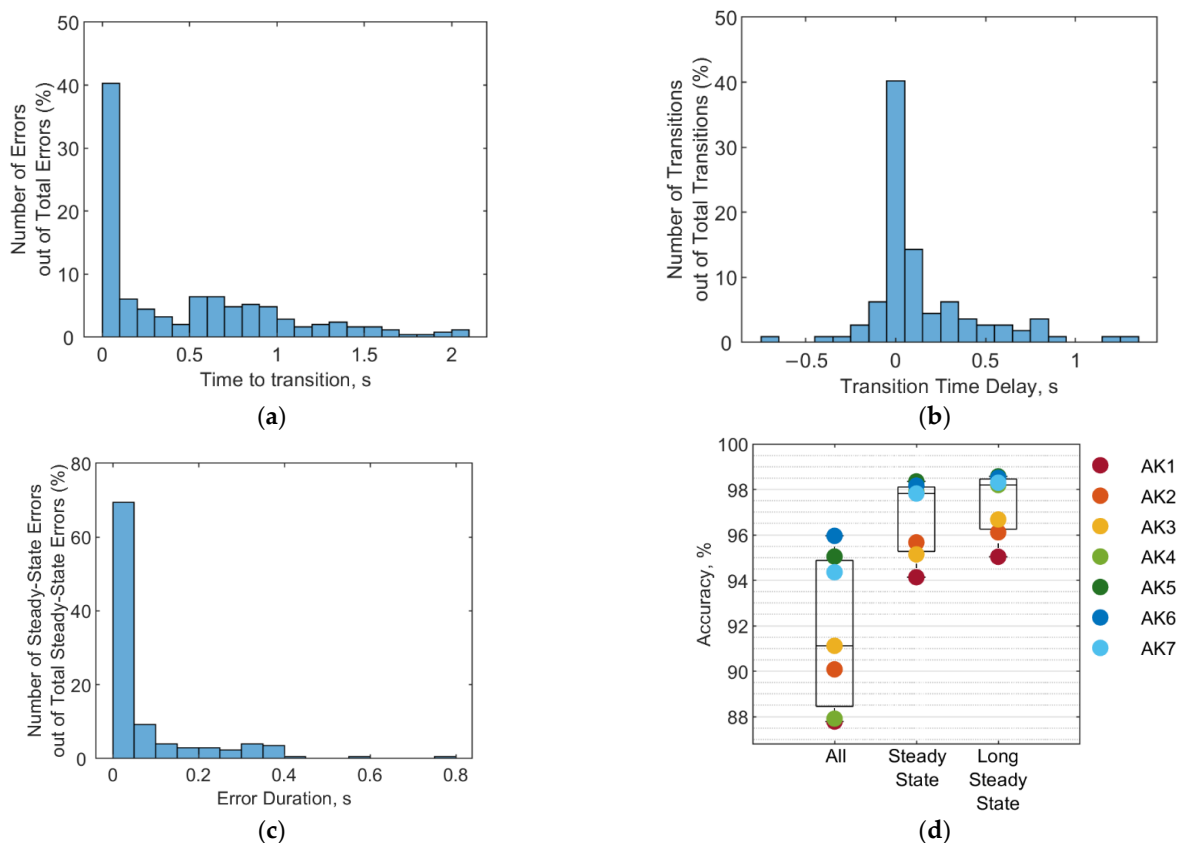 50
40
30
20
10
0
Number of Errors
out of Total Errors (%)
0
0.5
1
1.5
2
Time to transition, s
(a)
50
40
30
20
10
0
Number of Transitions
out of Total Transitions (%)
−0.5
0
0.5
1
Transition Time Delay, s
(b)
80
60
40
20
0
Number of Steady-State Errors
out of Total Steady-State Errors (%)
0
0.2
0.4
0.6
0.8
Error Duration, s
(c)
100
98
96
94
92
90
88
Accuracy, %
All
Steady
State
Long
Steady
State
AK1
AK2
AK3
AK4
AK5
AK6
AK7
(d)